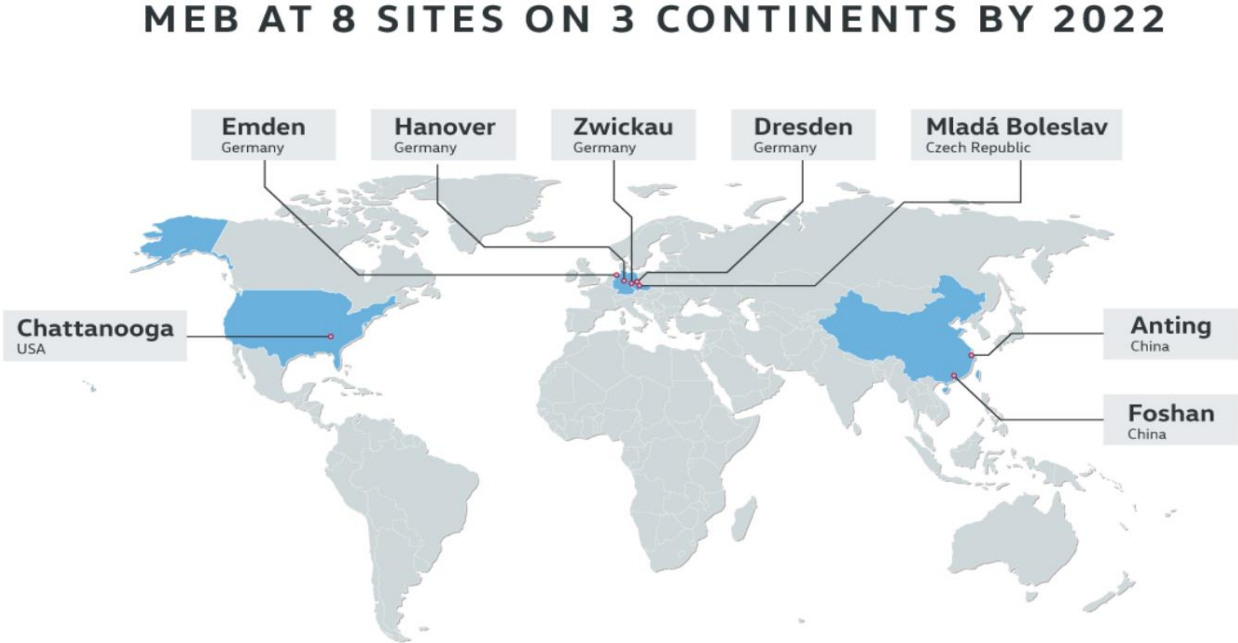 MEB AT 8 SITES ON 3 CONTINENTS BY 2022
Emden
Germany
Hanover
Germany
Zwickau
Germany
Dresden
Germany
Mladá Boleslav
Czech Republic
Chattanooga
USA
Anting
China
Foshan
China